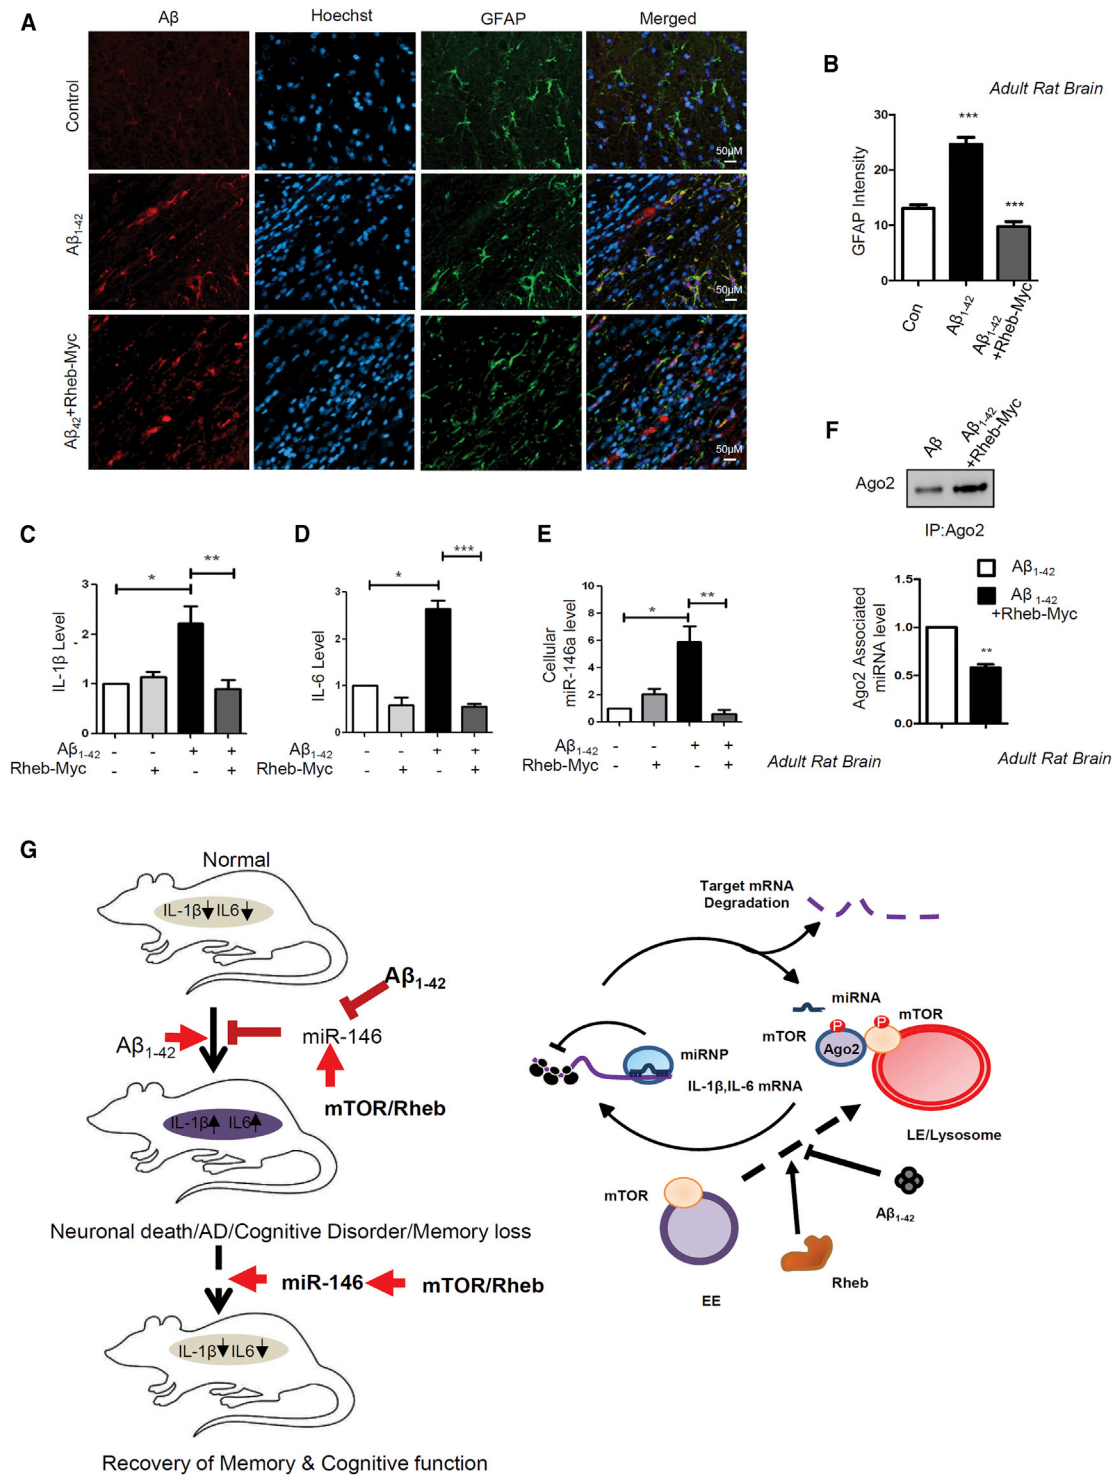 A
Aβ
Hoechst
GFAP
Merged
Control
50μM
Aβ1-42
50μM
Aβ42+Rheb-Myc
50μM
B
Adult Rat Brain
GFAP Intensity
30
20
10
0
***
***
Con
Aβ1-42
Aβ1-42
+Rheb-Myc
F
Aβ
Aβ1-42
+Rheb-Myc
Ago2
IP:Ago2
Aβ1-42
Aβ 1-42
+Rheb-Myc
Ago2 Associated
miRNA level
1.5
1.0
0.5
0.0
**
Adult Rat Brain
C
IL-1β Level
3
2
1
0
*
**
Aβ1-42 - - + +
Rheb-Myc - + - +
D
IL-6 Level
3
2
1
0
*
***
Aβ1-42 - - + +
Rheb-Myc - + - +
E
Cellular
miR-146a level
10
8
6
4
2
0
*
**
Aβ1-42 - - + +
Rheb-Myc - + - +
Adult Rat Brain
G
Normal
IL-1β IL6
Aβ1-42
Aβ1-42
miR-146
mTOR/Rheb
IL-1β IL6
Neuronal death/AD/Cognitive Disorder/Memory loss
miR-146
mTOR/Rheb
IL-1β IL6
Recovery of Memory & Cognitive function
Target mRNA
Degradation
miRNA
mTOR
P
P
mTOR
Ago2
miRNP
IL-1β,IL-6 mRNA
LE/Lysosome
mTOR
Aβ1-42
Rheb
EE